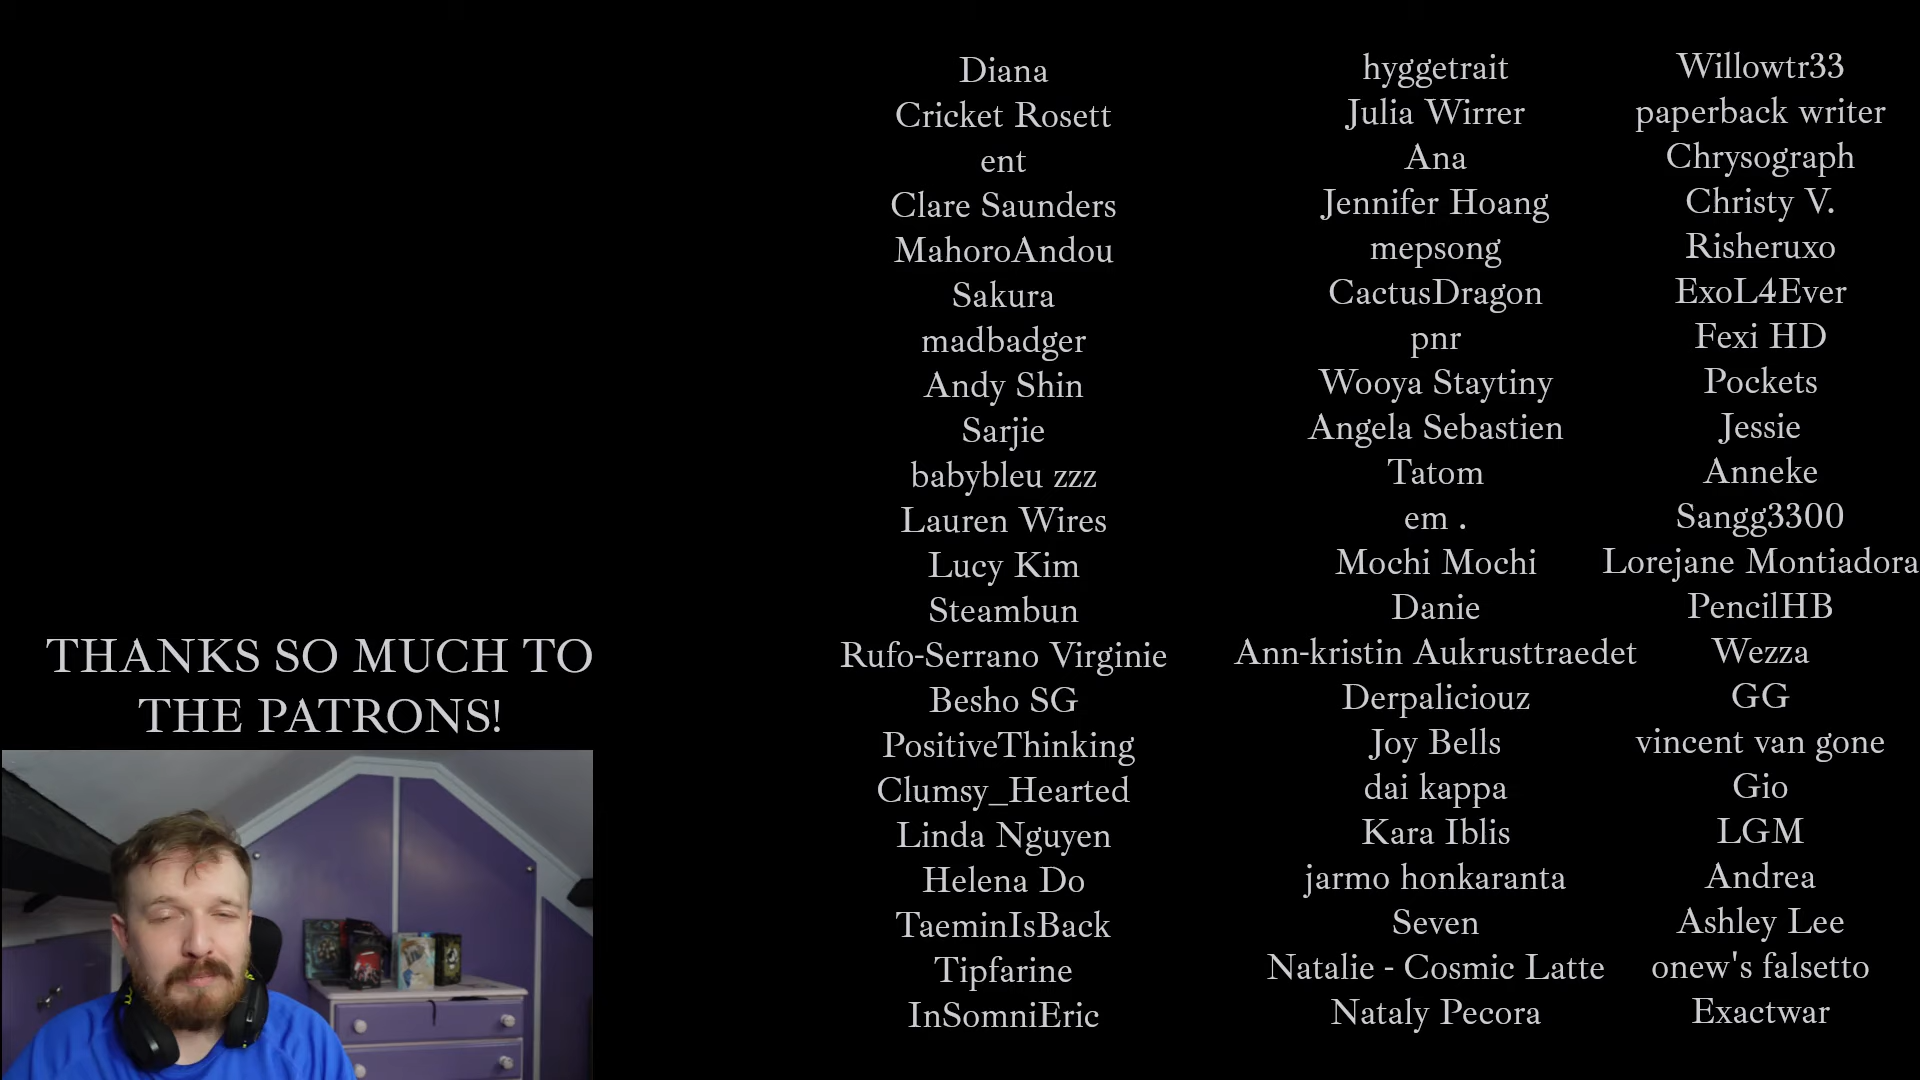 THANKS SO MUCH TO
THE PATRONS!
Diana
Cricket Rosett
ent
Clare Saunders
MahoroAndou
Sakura
madbadger
Andy Shin
Sarjie
babybleu zzz
Lauren Wires
Lucy Kim
Steambun
Rufo-Serrano Virginie
Besho SG
PositiveThinking
Clumsy_Hearted
Linda Nguyen
Helena Do
TaeminIsBack
Tipfarine
InSomniEric
hyggetrait
Julia Wirrer
Ana
Jennifer Hoang
mepsong
CactusDragon
pnr
Wooya Staytiny
Angela Sebastien
Tatom
em .
Mochi Mochi
Danie
Ann-kristin Aukrusttraedet
Derpaliciouz
Joy Bells
dai kappa
Kara Iblis
jarmo honkaranta
Seven
Natalie - Cosmic Latte
Nataly Pecora
Willowtr33
paperback writer
Chrysograph
Christy V.
Risheruxo
ExoL4Ever
Fexi HD
Pockets
Jessie
Anneke
Sangg3300
Lorejane Montiadora
PencilHB
Wezza
GG
vincent van gone
Gio
LGM
Andrea
Ashley Lee
onew's falsetto
Exactwar